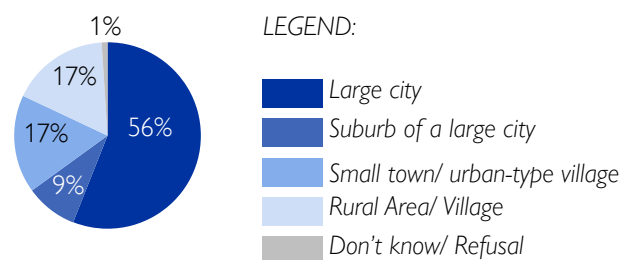 1%
17%
17%
56%
9%
LEGEND:
Large city
Suburb of a large city
Small town/ urban-type village
Rural Area/ Village
Don't know/ Refusal